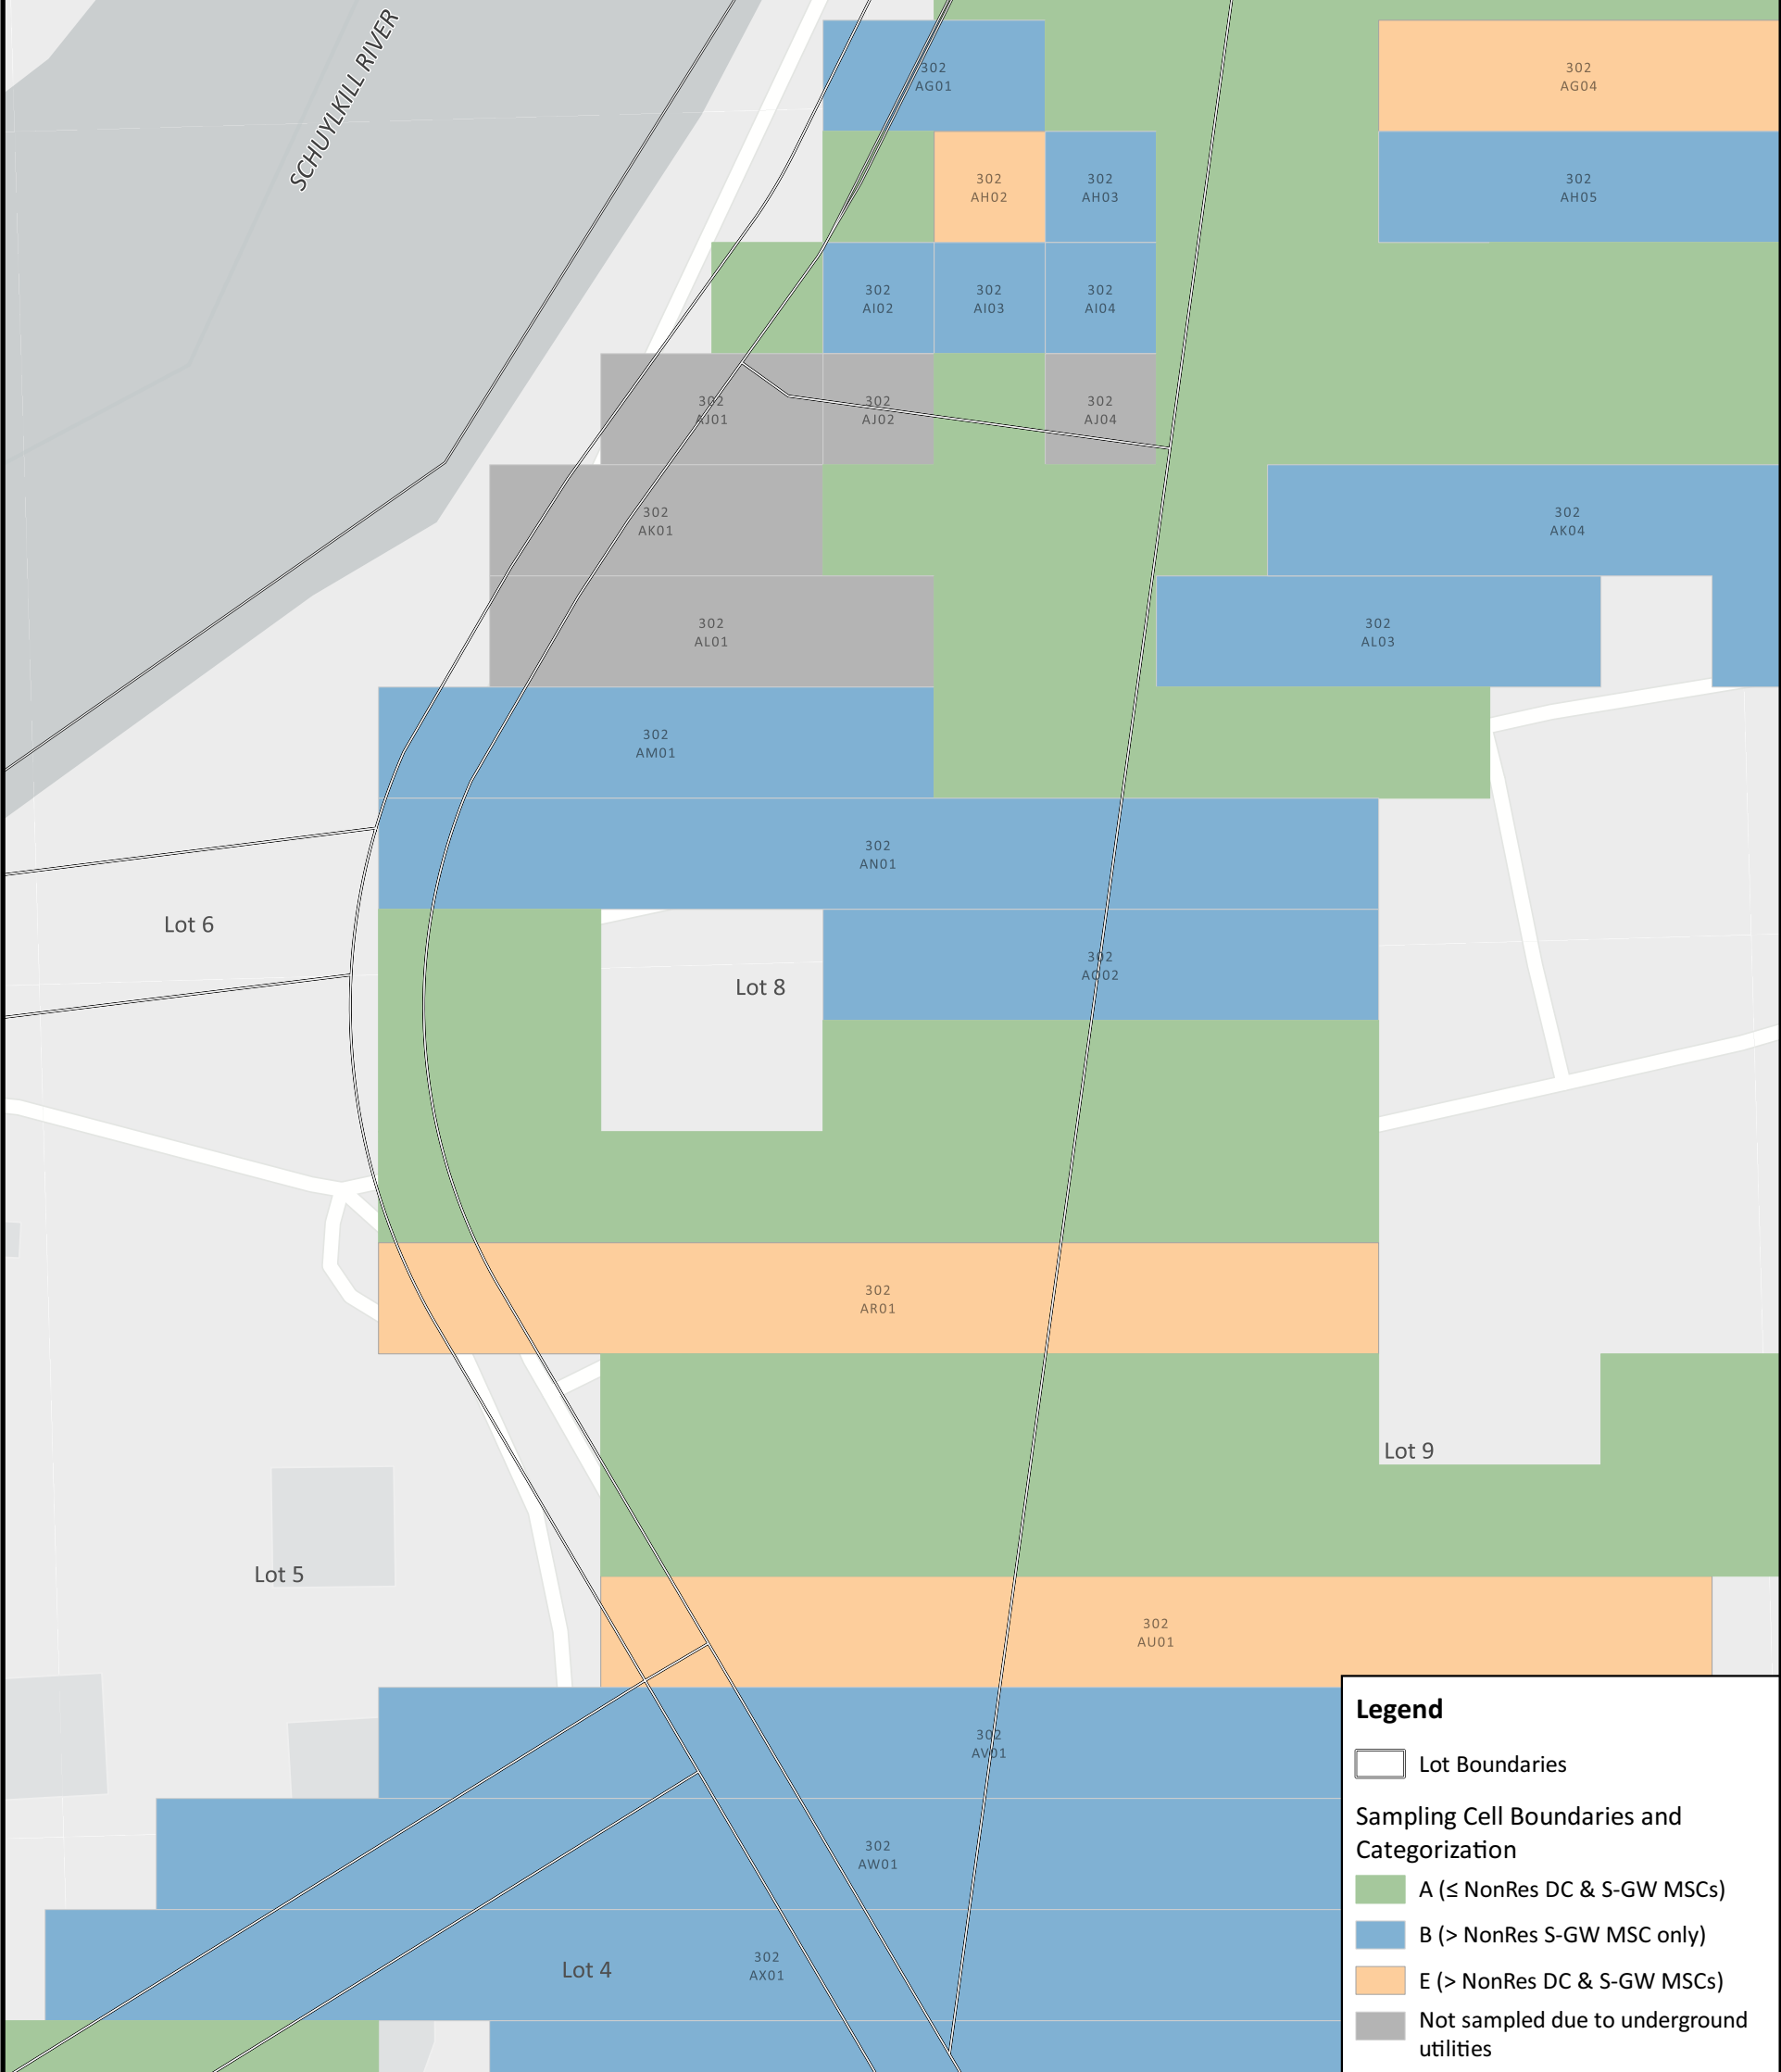 SCHUYLKILL RIVER
302
AG01
302
AG04
302
AH02
302
AH03
302
AH05
302
AI02
302
AI03
302
AI04
302
AJ01
302
AJ02
302
AJ04
302
AK01
302
AK04
302
AL01
302
AL03
302
AM01
302
AN01
Lot 6
302
AO02
Lot 8
302
AR01
Lot 9
Lot 5
302
AU01
302
AV01
302
AW01
Lot 4
302
AX01
Legend
Lot Boundaries
Sampling Cell Boundaries and
Categorization
A (≤ NonRes DC & S-GW MSCs)
B (> NonRes S-GW MSC only)
E (> NonRes DC & S-GW MSCs)
Not sampled due to underground
utilities